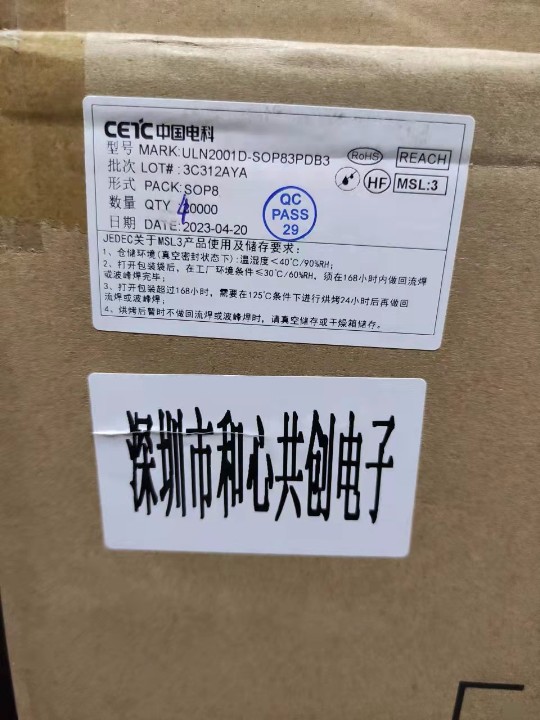 CETC中国电科
型号 MARK:ULN2001D-SOP83PDB3
RoHS
REACH
批次 LOT#:3C312AYA
HF
MSL:3
形式 PACK:SOP8
数量 QTY 20000
4
QC
PASS
29
日期 DATE:2023-04-20
JEDEC关于MSL3产品使用及储存要求:
1、仓储环境(真空密封状态下):温湿度<40℃/90%RH;
2、打开包装袋后,在工厂环境条件≤30℃/60%RH,须在168小时内做回流焊
或波峰焊完毕;
3、打开包装超过168小时,需要在125℃条件下进行烘烤24小时后再做回
流焊或波峰焊;
4、烘烤后暂时不做回流焊或波峰焊时,请真空储存或干燥箱储存。
深圳市和心共创电子